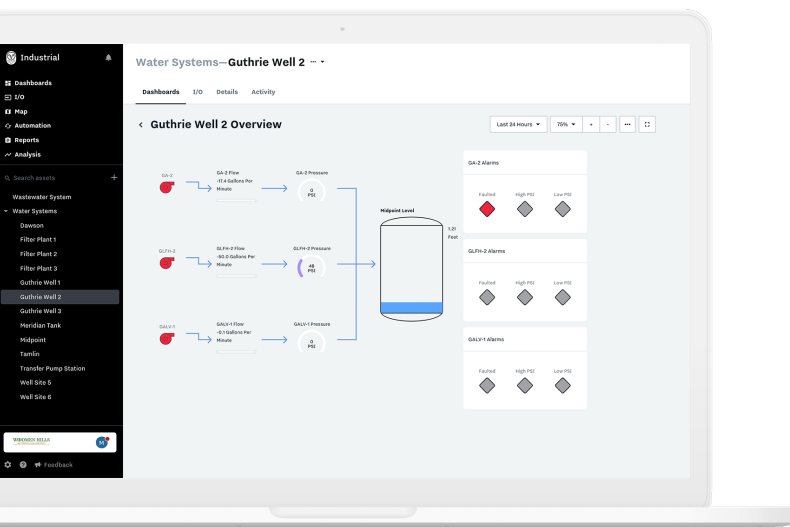 Industrial
Dashboards
I/O
Map
Automation
Reports
Analysis
Search assets
Wastewater System
Water Systems
Dawson
Filter Plant 1
Filter Plant 2
Filter Plant 3
Guthrie Well 1
Guthrie Well 2
Guthrie Well 3
Meridian Tank
Midpoint
Tamlin
Transfer Pump Station
Well Site 5
Well Site 6
M
Feedback
Water Systems—Guthrie Well 2
Dashboards I/O Details Activity
Guthrie Well 2 Overview
Last 24 Hours 75% + -
GA-2
GA-2 Flow
-17.4 Gallons Per
Minute
GA-2 Pressure
0
PSI
GLFH-2
GLFH-2 Flow
-50.0 Gallons Per
Minute
GLFH-2 Pressure
48
PSI
GALV-1
GALV-1 Flow
-0.1 Gallons Per
Minute
GALV-1 Pressure
0
PSI
Midpoint Level
1.21
Feet
GA-2 Alarms
Faulted High PSI Low PSI
GLFH-2 Alarms
Faulted High PSI Low PSI
GALV-1 Alarms
Faulted High PSI Low PSI